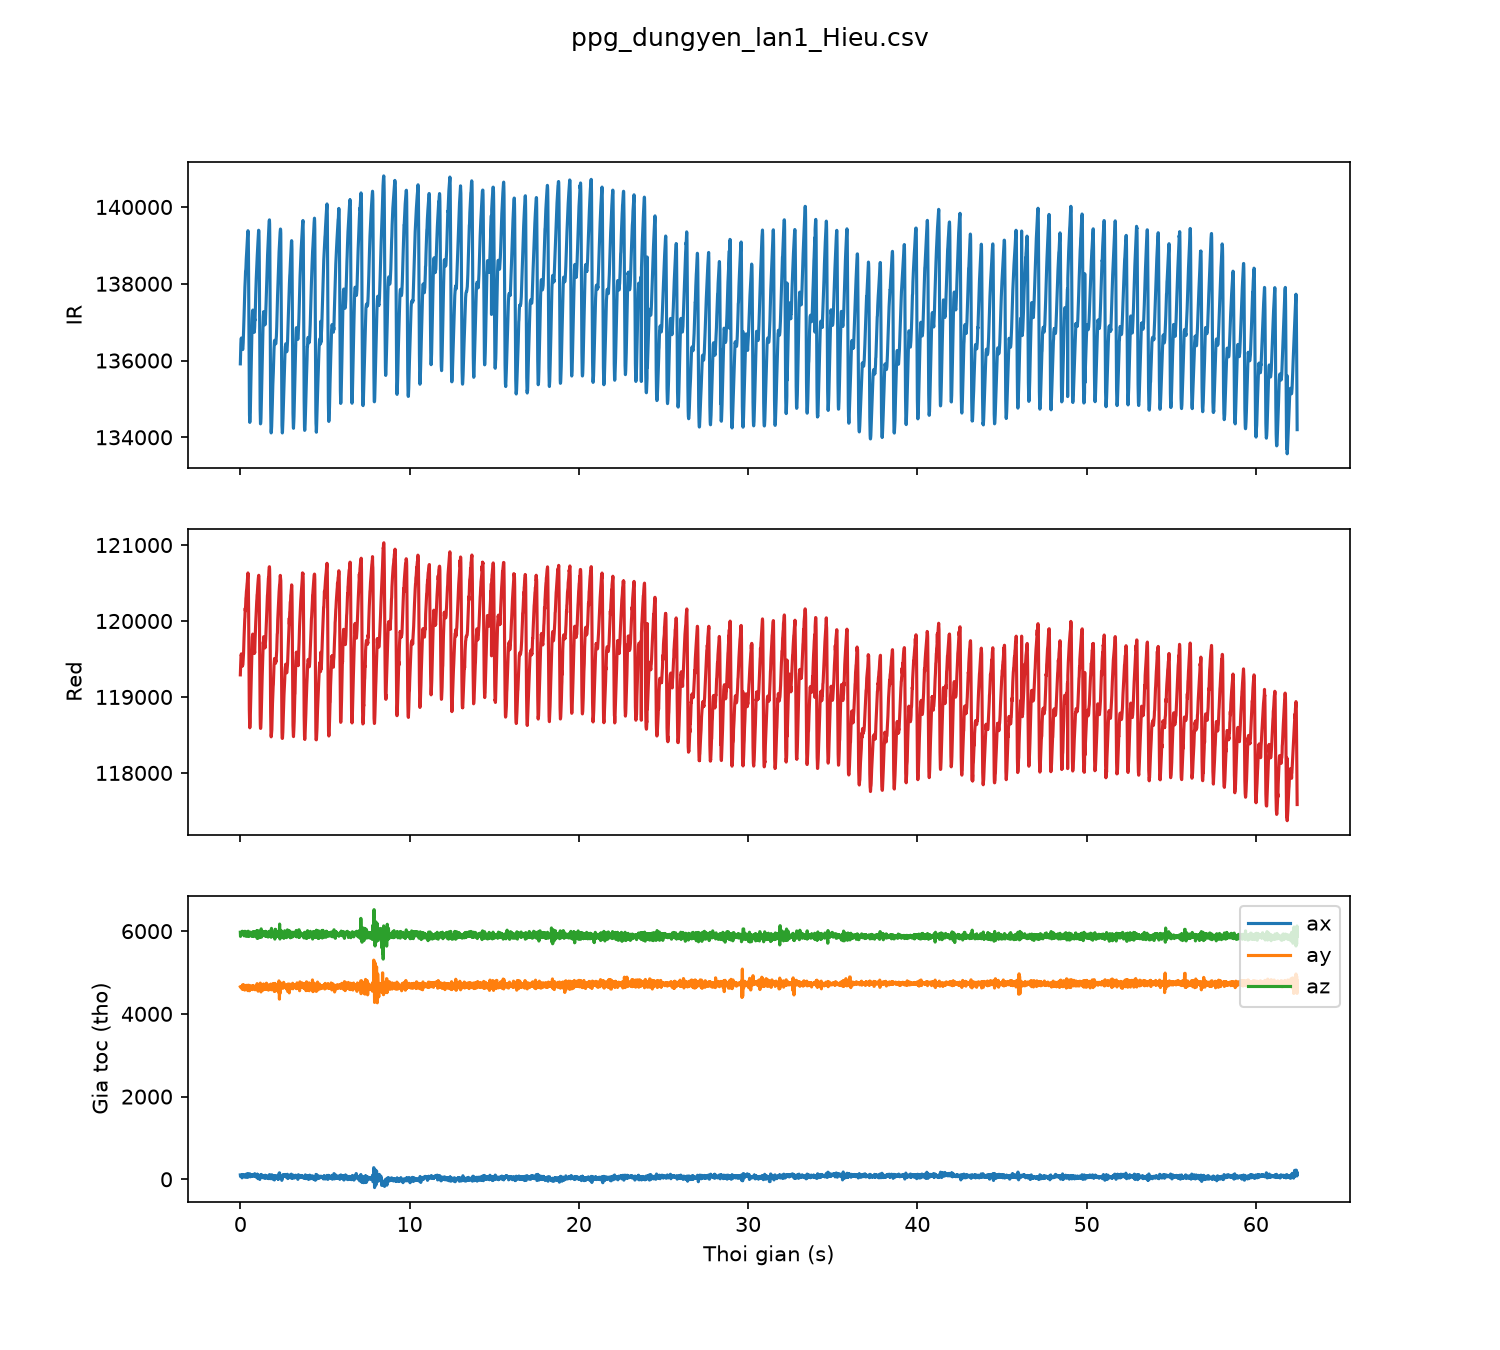 ppg_dungyen_lan1_Hieu.csv
140000
138000
136000
134000
IR
121000
120000
119000
118000
Red
6000
4000
2000
0
Gia toc (tho)
ax
ay
az
0 10 20 30 40 50 60
Thoi gian (s)